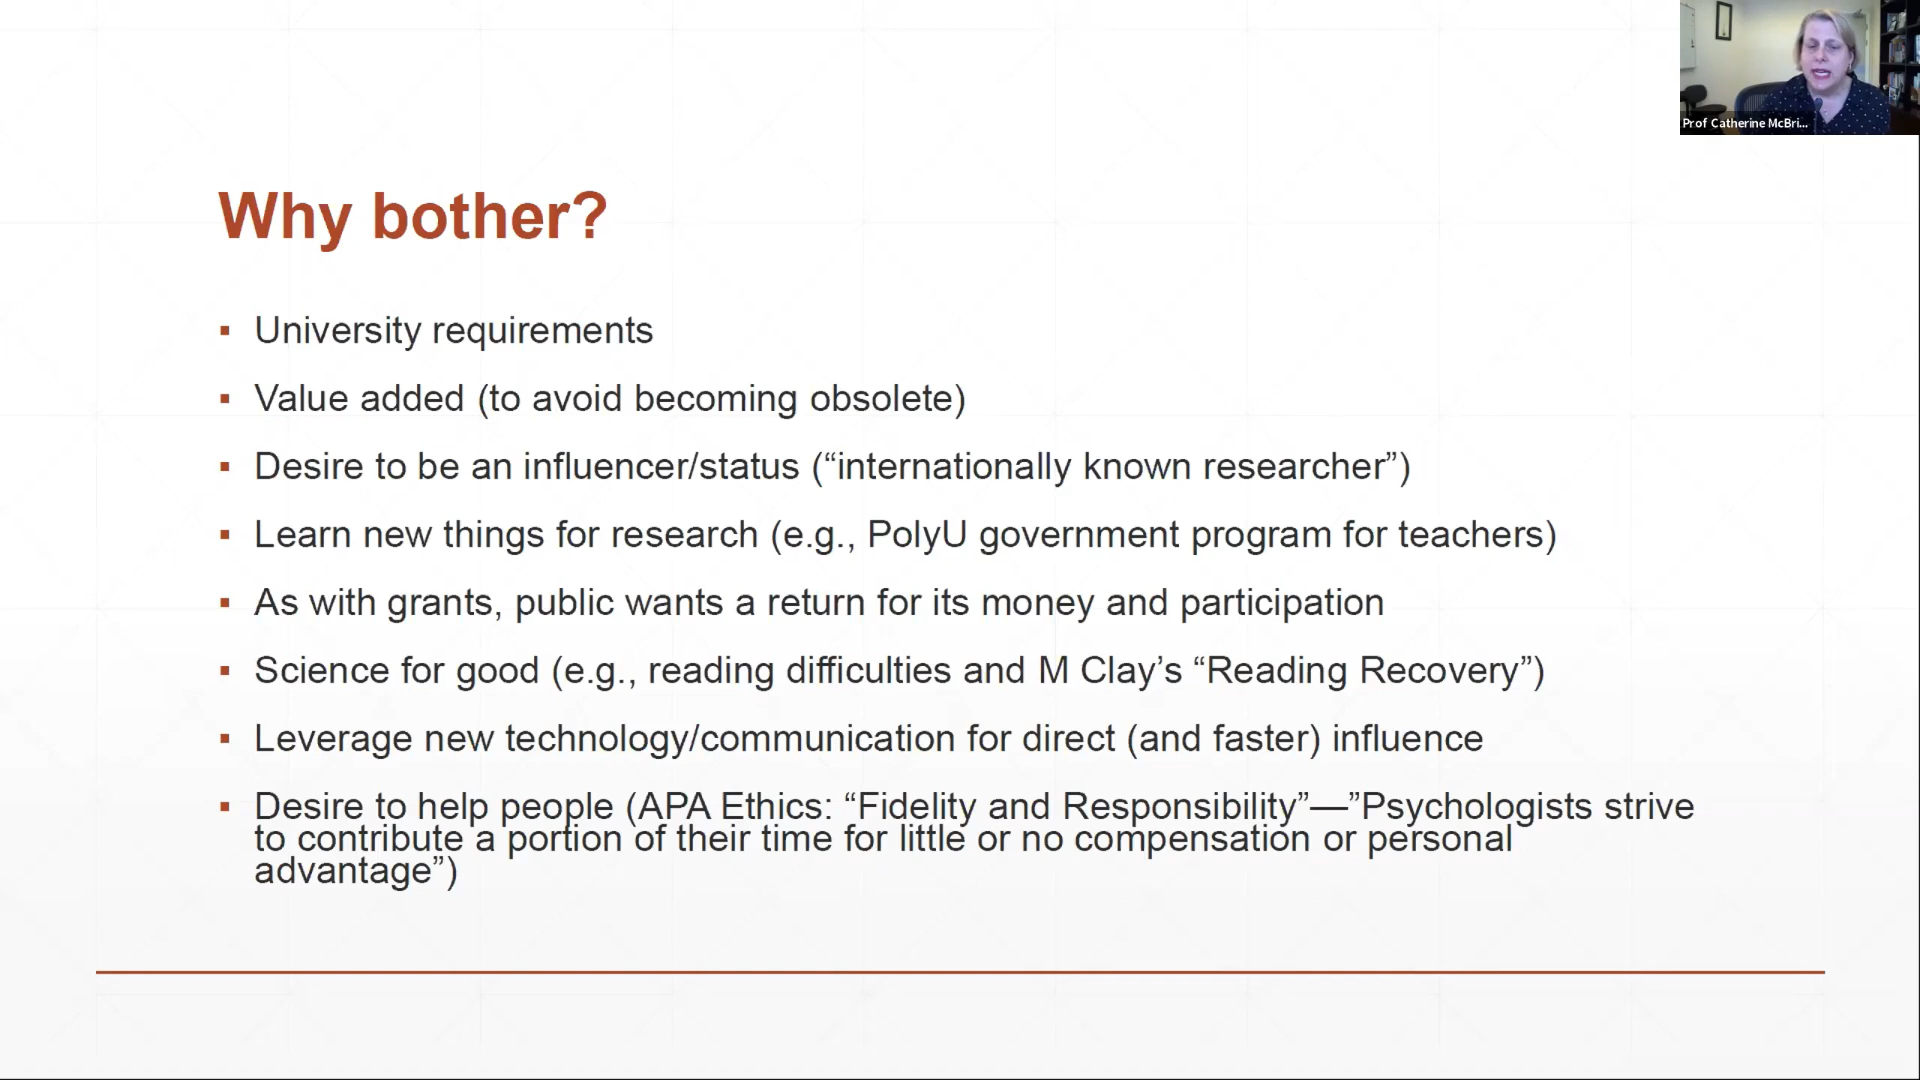 Prof Catherine McBri...
Why bother?
▪ University requirements
▪ Value added (to avoid becoming obsolete)
▪ Desire to be an influencer/status (“internationally known researcher”)
▪ Learn new things for research (e.g., PolyU government program for teachers)
▪ As with grants, public wants a return for its money and participation
▪ Science for good (e.g., reading difficulties and M Clay’s “Reading Recovery”)
▪ Leverage new technology/communication for direct (and faster) influence
▪ Desire to help people (APA Ethics: “Fidelity and Responsibility”—”Psychologists strive
to contribute a portion of their time for little or no compensation or personal
advantage”)